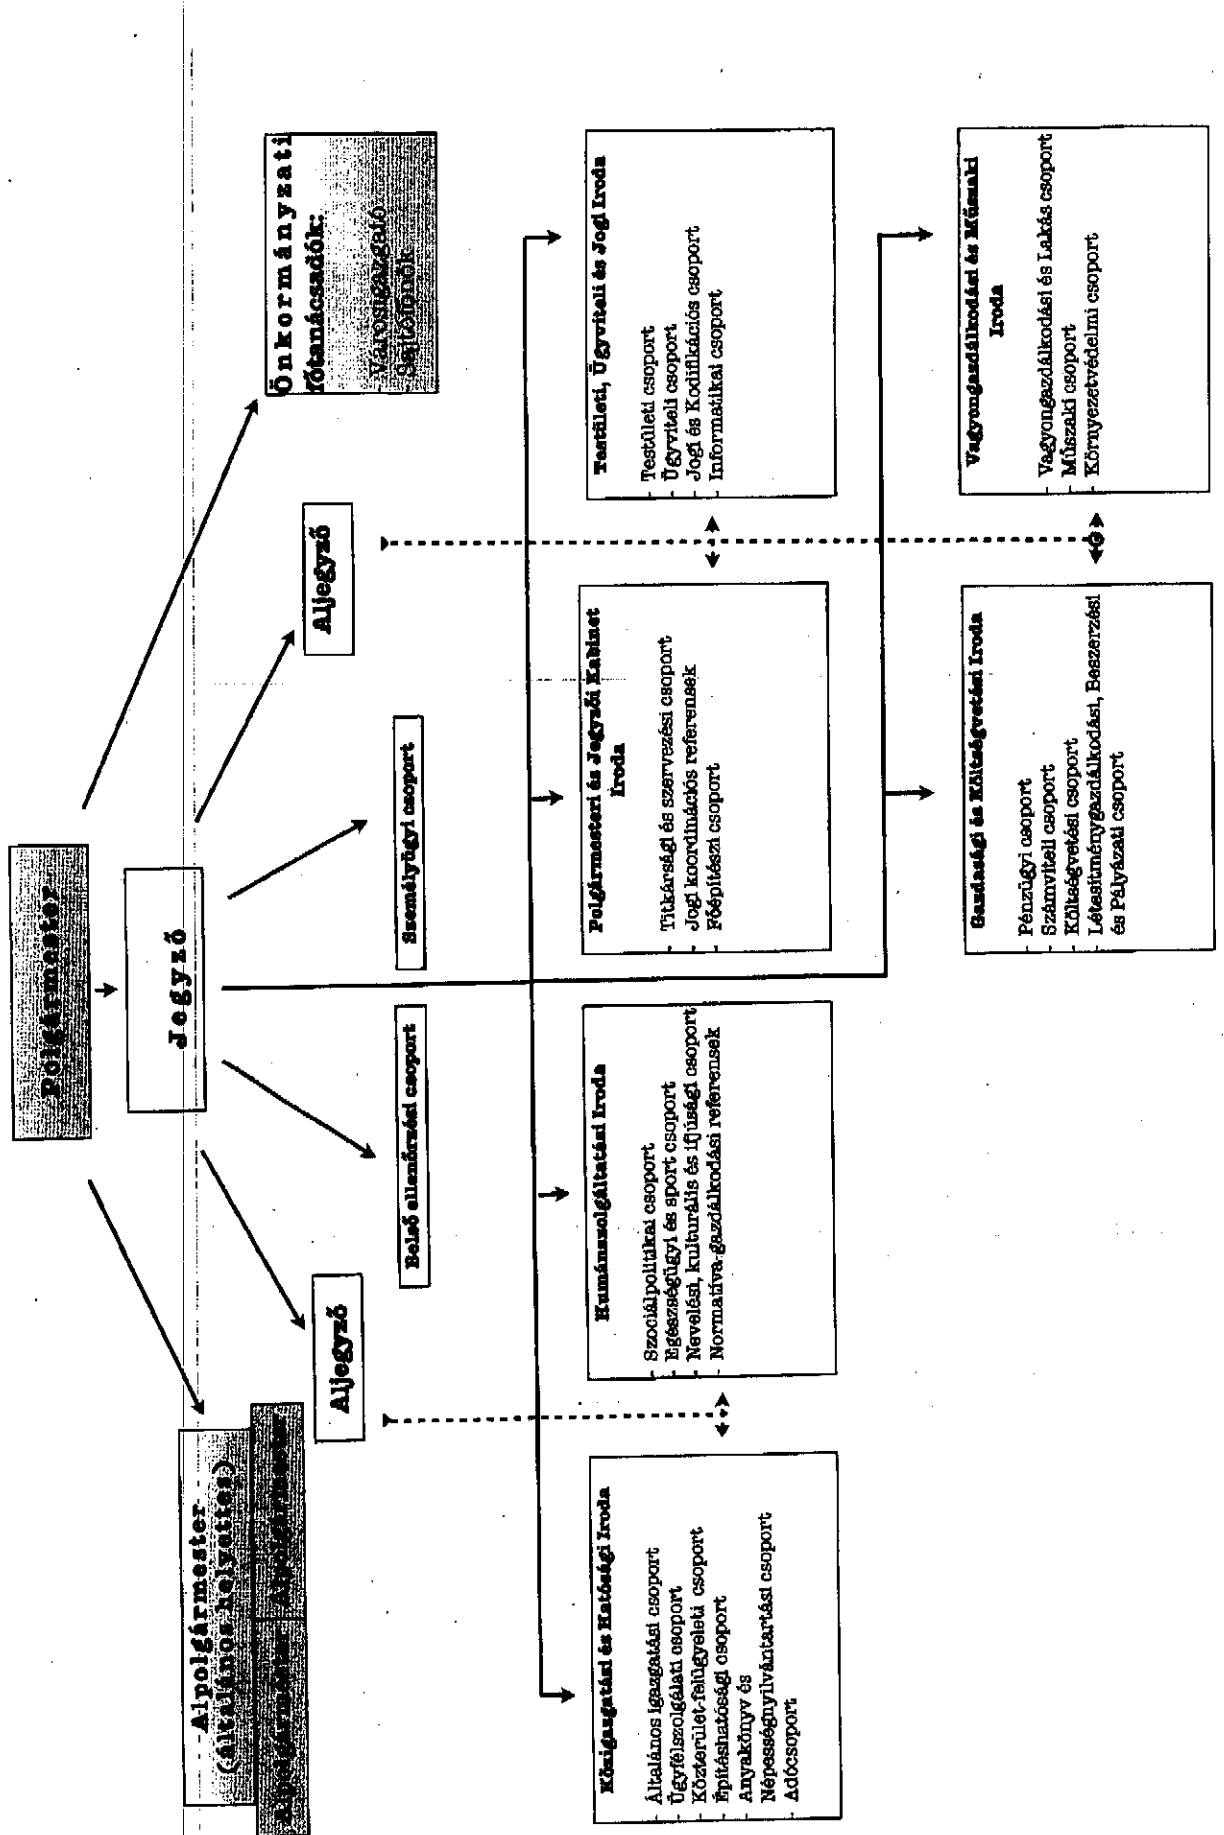 Polgármester
Jegyző
Alpolgármester
(általános helyettes)
Alpolgármester Alpolgármester
Önkormányzati
főtanácsadók:
- Városigazgató
- Sajtófőnök
Aljegyző
Aljegyző
Belső ellenőrzési csoport
Személyügyi csoport
Közigazgatási és Hatósági Iroda
- Általános igazgatási csoport
- Ügyfélszolgálati csoport
- Közterület-felügyeleti csoport
- Építéshatósági csoport
- Anyakönyv és
Népességnyilvántartási csoport
- Adócsoport
Humánszolgáltatási Iroda
- Szociálpolitikai csoport
- Egészségügyi és sport csoport
- Nevelési, kulturális és ifjúsági csoport
- Normatíva-gazdálkodási referensek
Polgármesteri és Jegyzői Kabinet
Iroda
- Titkársági és szervezési csoport
- Jogi koordinációs referensek
- Főépítészi csoport
Testületi, Ügyviteli és Jogi Iroda
- Testületi csoport
- Ügyviteli csoport
- Jogi és Kodifikációs csoport
- Informatikai csoport
Gazdasági és Költségvetési Iroda
- Pénzügyi csoport
- Számviteli csoport
- Költségvetési csoport
- Létesítménygazdálkodási, Beszerzési
és Pályázati csoport
Vagyongazdálkodási és Műszaki
Iroda
- Vagyongazdálkodási és Lakás csoport
- Műszaki csoport
- Környezetvédelmi csoport